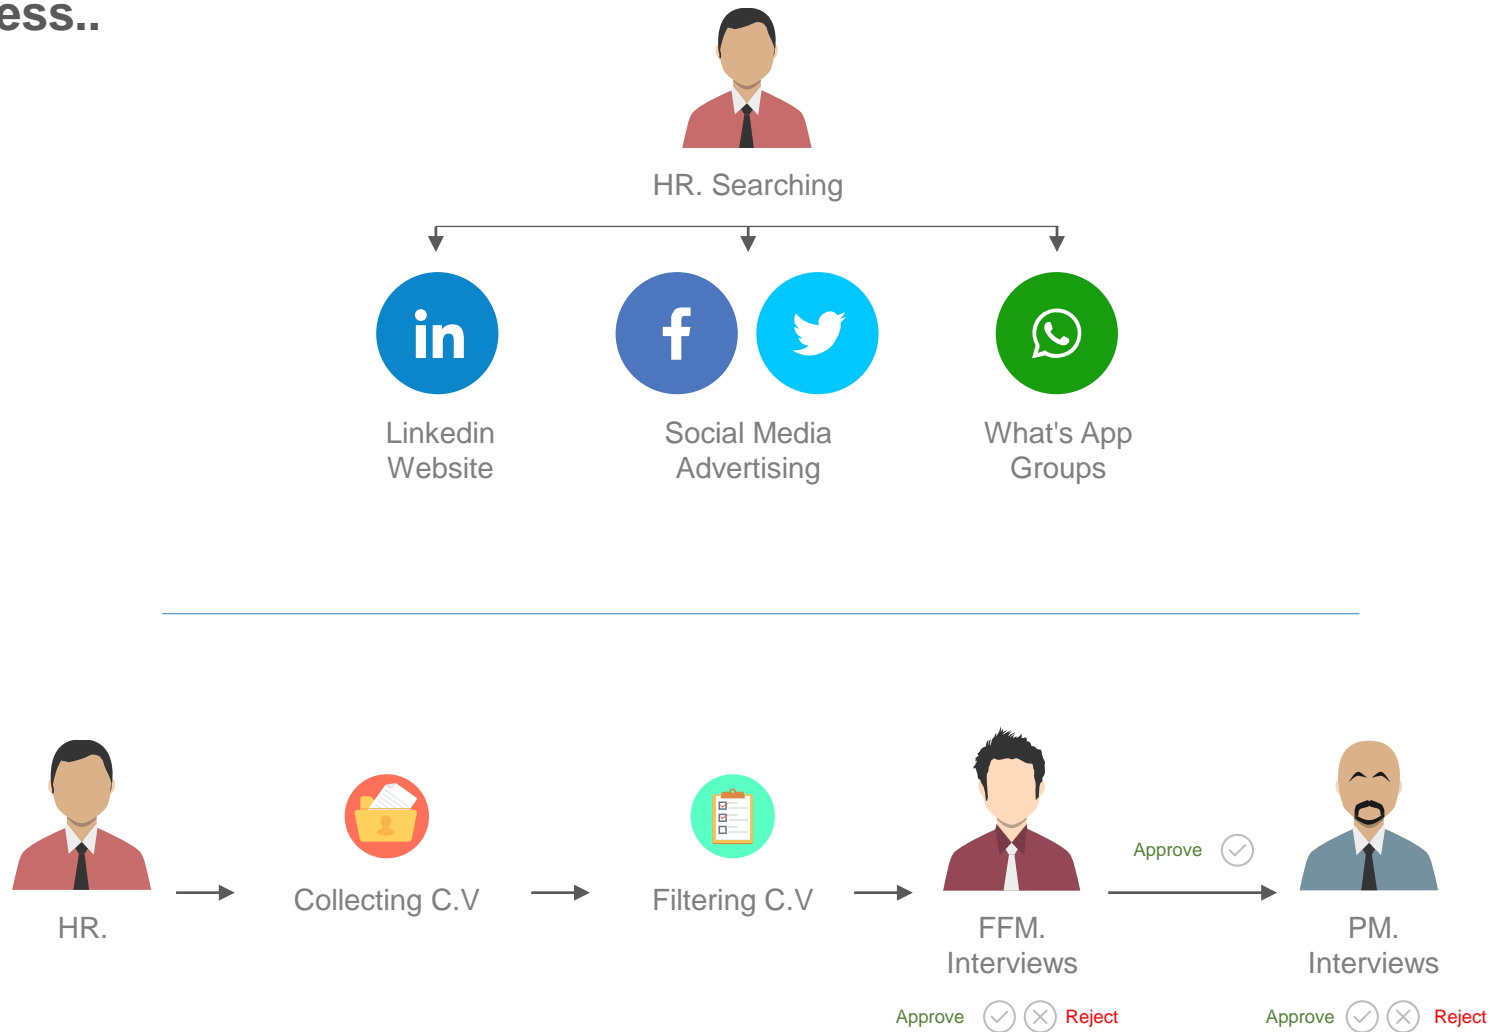 ess..
HR. Searching
in
f
Linkedin
Website
Social Media
Advertising
What's App
Groups
Approve
HR.
Collecting C.V
Filtering C.V
FFM.
Interviews
PM.
Interviews
Approve
Reject
Approve
Reject